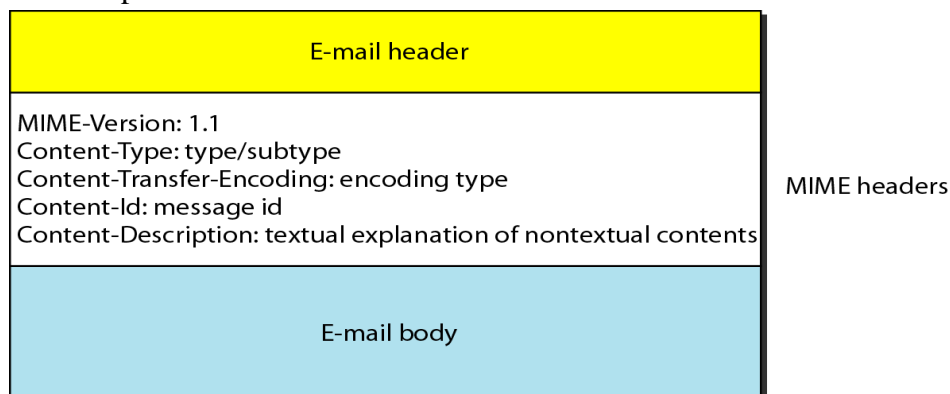 E-mail header
MIME-Version: 1.1
Content-Type: type/subtype
Content-Transfer-Encoding: encoding type
Content-Id: message id
Content-Description: textual explanation of nontextual contents
MIME headers
E-mail body